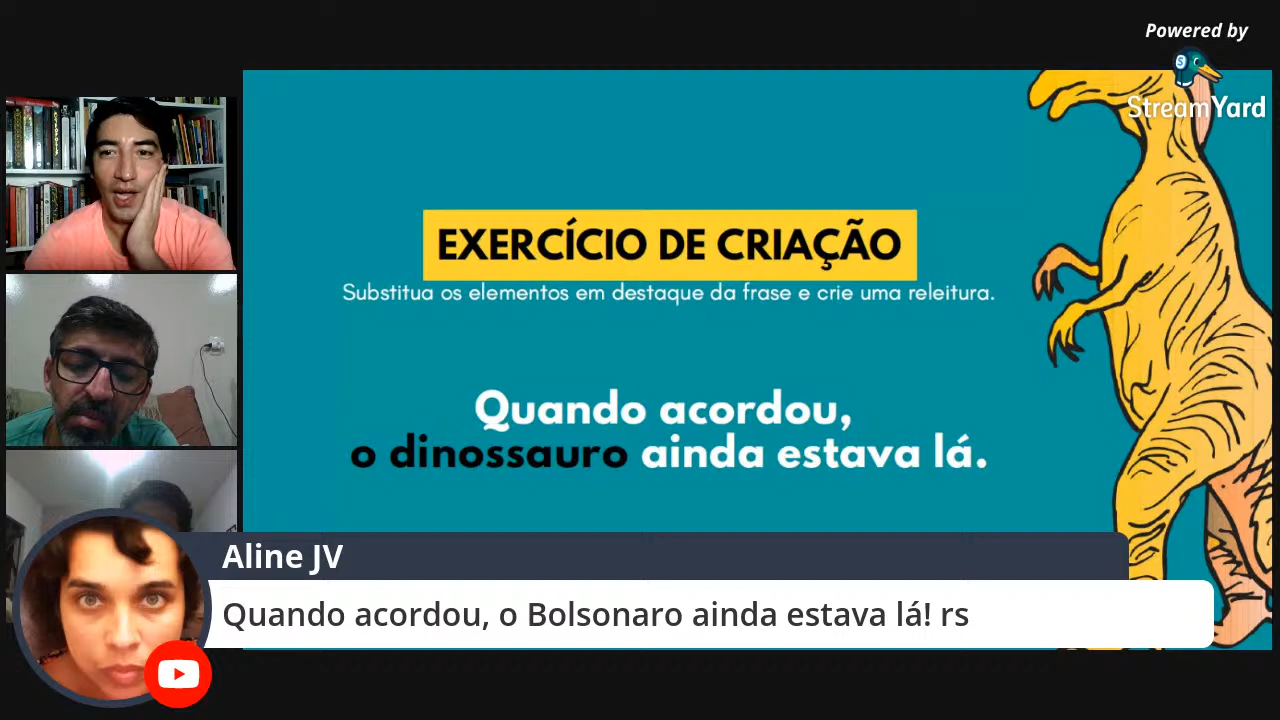 Powered by
StreamYard
EXERCÍCIO DE CRIAÇÃO
Substitua os elementos em destaque da frase e crie uma releitura.
Quando acordou,
o dinossauro ainda estava lá.
Aline JV
Quando acordou, o Bolsonaro ainda estava lá! rs